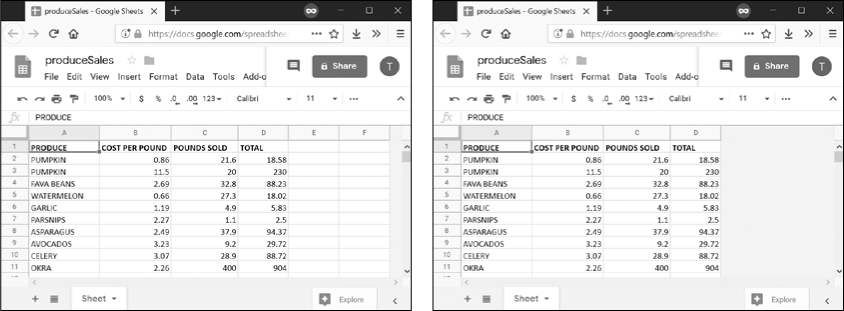 produceSales - Google Sheets
https://docs.google.com/spreadshee
produceSales
Share
T
File Edit View Insert Format Data Tools Add-o
100% $ % .0 .00 123 Calibri 11
fx PRODUCE
A B C D E F
1 PRODUCE COST PER POUND POUNDS SOLD TOTAL
2 PUMPKIN 0.86 21.6 18.58
3 PUMPKIN 11.5 20 230
4 FAVA BEANS 2.69 32.8 88.23
5 WATERMELON 0.66 27.3 18.02
6 GARLIC 1.19 4.9 5.83
7 PARSNIPS 2.27 1.1 2.5
8 ASPARAGUS 2.49 37.9 94.37
9 AVOCADOS 3.23 9.2 29.72
10 CELERY 3.07 28.9 88.72
11 OKRA 2.26 400 904
Sheet Explore
produceSales - Google Sheets
https://docs.google.com/spreadshee
produceSales
Share
T
File Edit View Insert Format Data Tools Add-o
100% $ % .0 .00 123 Calibri 11
fx PRODUCE
A B C D
1 PRODUCE COST PER POUND POUNDS SOLD TOTAL
2 PUMPKIN 0.86 21.6 18.58
3 PUMPKIN 11.5 20 230
4 FAVA BEANS 2.69 32.8 88.23
5 WATERMELON 0.66 27.3 18.02
6 GARLIC 1.19 4.9 5.83
7 PARSNIPS 2.27 1.1 2.5
8 ASPARAGUS 2.49 37.9 94.37
9 AVOCADOS 3.23 9.2 29.72
10 CELERY 3.07 28.9 88.72
11 OKRA 2.26 400 904
Sheet Explore